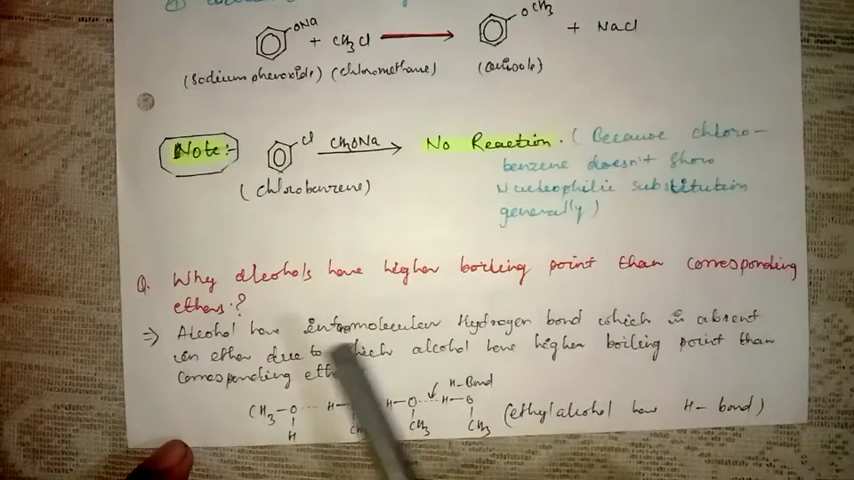 ONa
OCH3
+ CH3Cl
+ NaCl
(Sodium phenoxide) (chloromethane)
(anisole)
Note:-
Cl
CH3ONa
No Reaction. (Because chloro-
benzene doesn't show
Nucleophilic substitution
generally)
(chlorobenzene)
Q. Why alcohols have higher boiling point than corresponding
ethers.?
⇒ Alcohol have intermolecular Hydrogen bond which is absent
in ether due to which alcohol have higher boiling point than
Corresponding eth
H-Bond
CH3-O ... H- H-O ... H-O (ethyl alcohol have H- bond)
H CH3 CH3